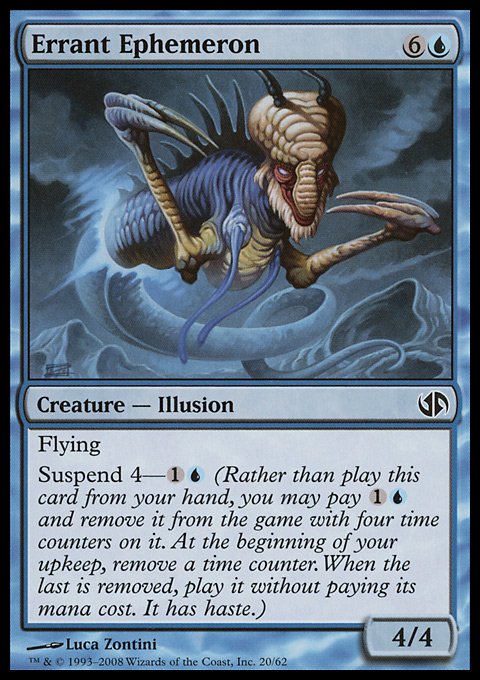 Errant Ephemeron 6
Creature — Illusion
Flying
Suspend 4—1 (Rather than play this
card from your hand, you may pay 1
and remove it from the game with four time
counters on it. At the beginning of your
upkeep, remove a time counter. When the
last is removed, play it without paying its
mana cost. It has haste.)
4/4
Luca Zontini
™ & © 1993–2008 Wizards of the Coast, Inc. 20/62